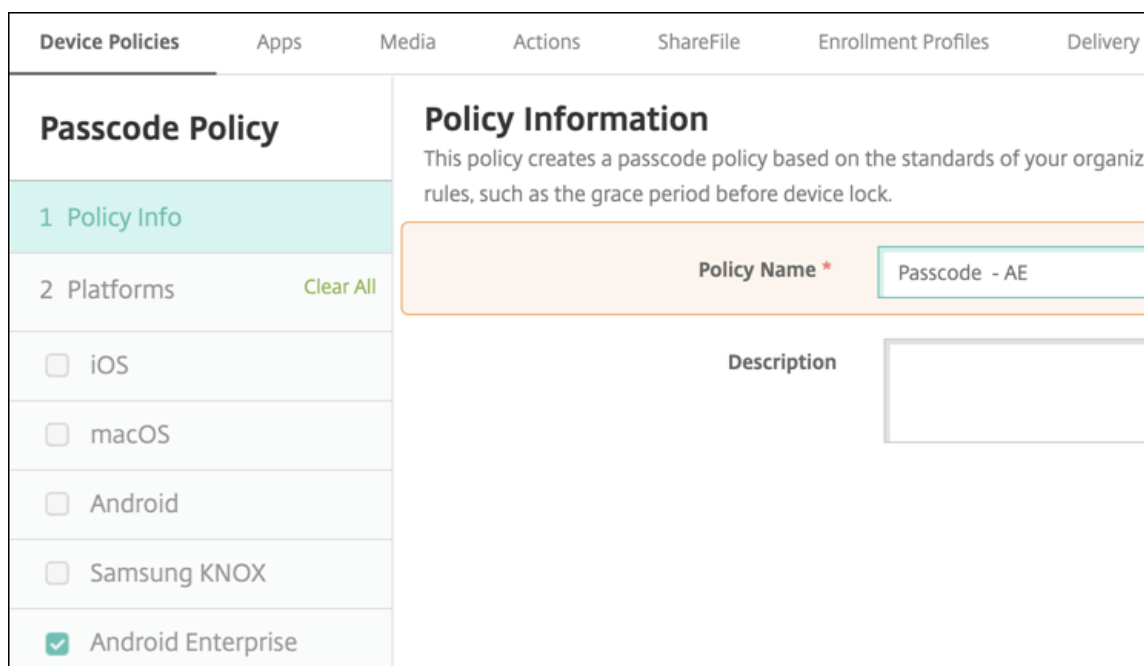 Device Policies Apps Media Actions ShareFile Enrollment Profiles Delivery
Passcode Policy
1 Policy Info
2 Platforms Clear All
iOS
macOS
Android
Samsung KNOX
Android Enterprise
Policy Information
This policy creates a passcode policy based on the standards of your organiz
rules, such as the grace period before device lock.
Policy Name * Passcode - AE
Description